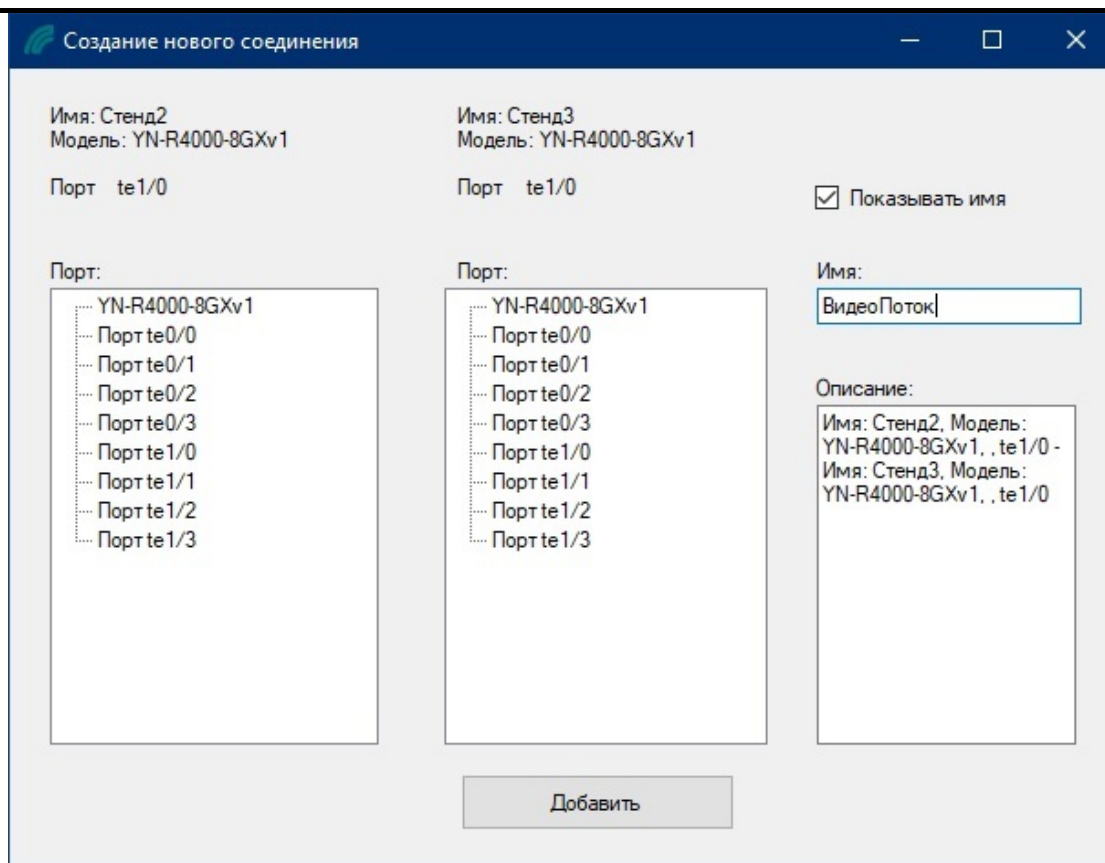 Создание нового соединения
Имя: Стенд2
Модель: YN-R4000-8GXv1
Порт te1/0
Имя: Стенд3
Модель: YN-R4000-8GXv1
Порт te1/0
Показывать имя
Порт:
YN-R4000-8GXv1
Порт te0/0
Порт te0/1
Порт te0/2
Порт te0/3
Порт te1/0
Порт te1/1
Порт te1/2
Порт te1/3
Порт:
YN-R4000-8GXv1
Порт te0/0
Порт te0/1
Порт te0/2
Порт te0/3
Порт te1/0
Порт te1/1
Порт te1/2
Порт te1/3
Имя:
ВидеоПоток
Описание:
Имя: Стенд2, Модель:
YN-R4000-8GXv1, , te1/0 -
Имя: Стенд3, Модель:
YN-R4000-8GXv1, , te1/0
Добавить